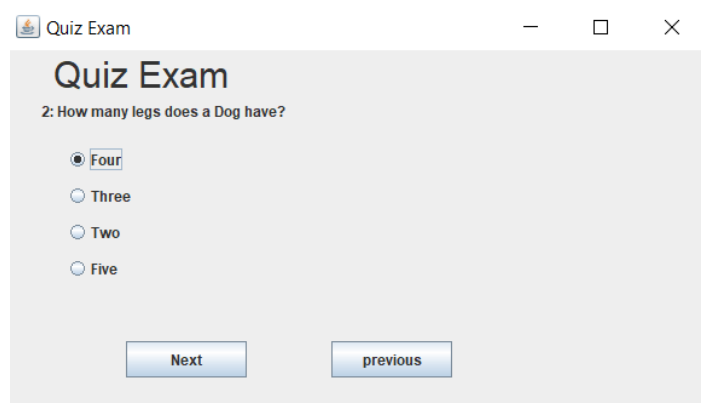 Quiz Exam
Quiz Exam
2: How many legs does a Dog have?
Four
Three
Two
Five
Next previous